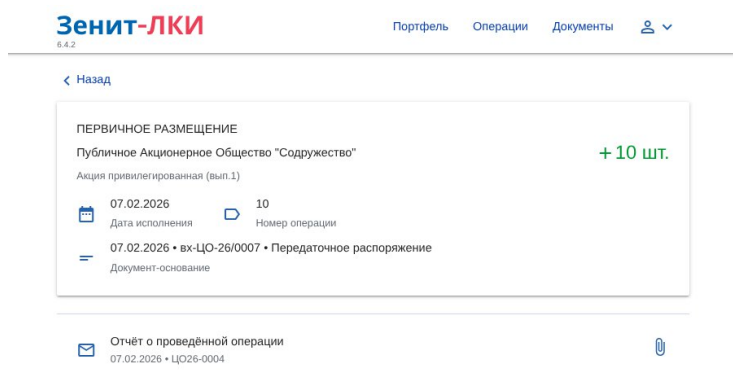 Зенит-ЛКИ
6.4.2
Портфель Операции Документы
Назад
ПЕРВИЧНОЕ РАЗМЕЩЕНИЕ
Публичное Акционерное Общество "Содружество"
+10 шт.
Акция привилегированная (вып.1)
07.02.2026 10
Дата исполнения Номер операции
07.02.2026 • вх-ЦО-26/0007 • Передаточное распоряжение
Документ-основание
Отчёт о проведённой операции
07.02.2026 • ЦО26-0004